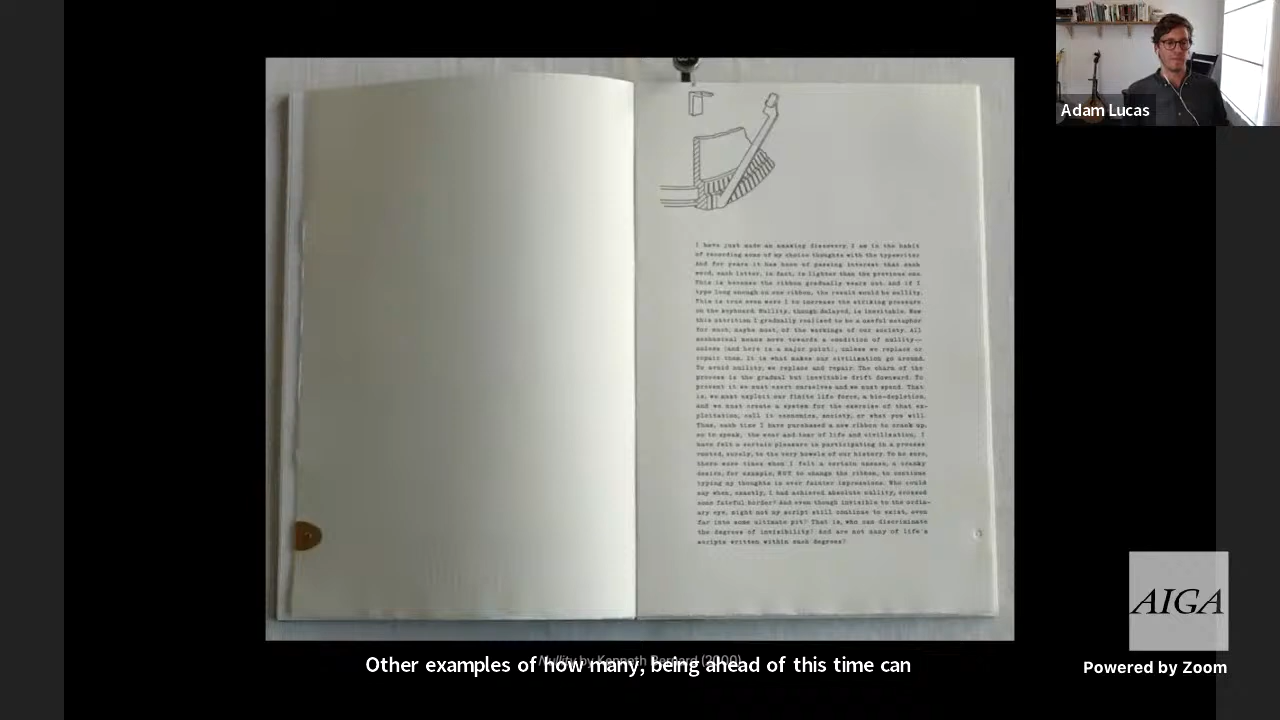 Adam Lucas
I have just made an amazing discovery. I am in the habit
of recording some of my choice thoughts with the typewriter.
And for years it has been of passing interest that each
word, each letter, in fact, is lighter than the previous one.
This is because the ribbon gradually wears out. And if I
type long enough on one ribbon, the result would be nullity.
This is true even were I to increase the striking pressure
on the keyboard. Nullity, though delayed, is inevitable. Now
this attrition I gradually realized to be a useful metaphor
for much, maybe most, of the workings of our society. All
mechanical means move towards a condition of nullity--
unless (and here is a major point), unless we replace or
repair them. It is what makes our civilization go around.
To avoid nullity, we replace and repair. The charm of the
process is the gradual but inevitable drift downward. To
prevent it we must exert ourselves and we must spend. That
is, we must exploit our finite life force, a bio-depletion,
and we must create a system for the exercise of that ex-
ploitation, call it economics, society, or what you will.
Thus, each time I have purchased a new ribbon to crank up,
so to speak, the wear and tear of life and civilization, I
have felt a certain pleasure in participating in a process
rooted, surely, in the very bowels of our history. To be sure,
there were times when I felt a certain unease, a cranky
desire, for example, NOT to change the ribbon, to continue
typing my thoughts in ever fainter impressions. Who could
say when, exactly, I had achieved absolute nullity, crossed
some fateful border? And even though invisible to the ordin-
ary eye, might not my script still continue to exist, even
far into some ultimate pit? That is, who can discriminate
the degrees of invisibility? And are not many of life's
scripts written within such degrees?
AIGA
Nullity by Kenneth Bernard (2000)
Other examples of how many, being ahead of this time can
Powered by Zoom